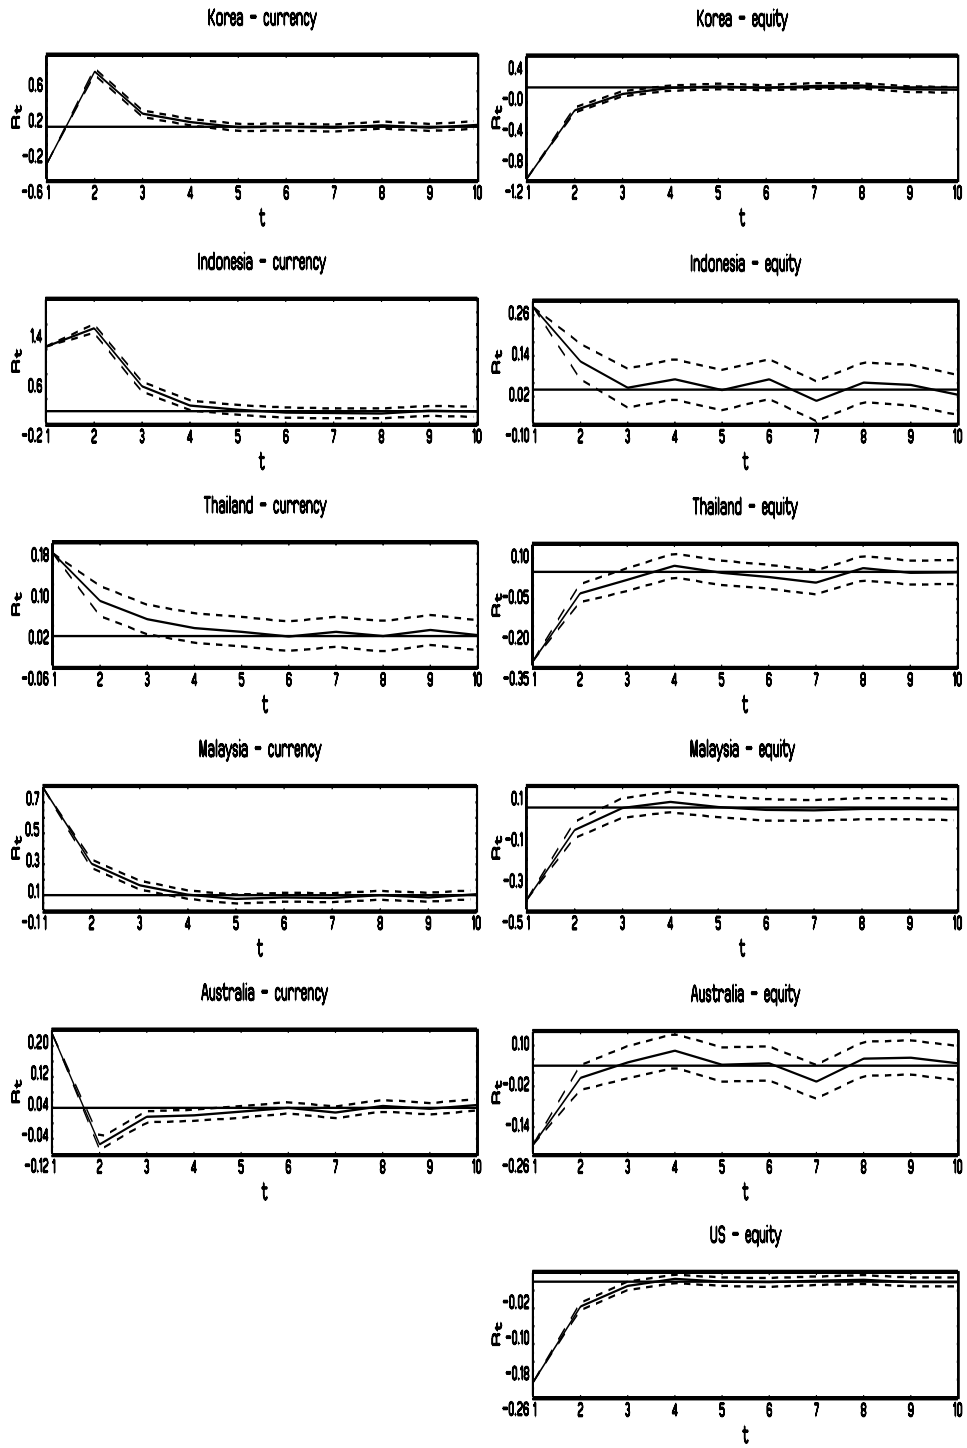 Korea - currency
0.6
0.2
-0.2
-0.6
Rt
1 2 3 4 5 6 7 8 9 10
t
Korea - equity
0.4
-0.0
-0.4
-0.8
-1.2
Rt
1 2 3 4 5 6 7 8 9 10
t
Indonesia - currency
1.4
0.6
-0.2
Rt
1 2 3 4 5 6 7 8 9 10
t
Indonesia - equity
0.26
0.14
0.02
-0.10
Rt
1 2 3 4 5 6 7 8 9 10
t
Thailand - currency
0.18
0.10
0.02
-0.06
Rt
1 2 3 4 5 6 7 8 9 10
t
Thailand - equity
0.10
-0.05
-0.20
-0.35
Rt
1 2 3 4 5 6 7 8 9 10
t
Malaysia - currency
0.7
0.5
0.3
0.1
-0.1
Rt
1 2 3 4 5 6 7 8 9 10
t
Malaysia - equity
0.1
-0.1
-0.3
-0.5
Rt
1 2 3 4 5 6 7 8 9 10
t
Australia - currency
0.20
0.12
0.04
-0.04
-0.12
Rt
1 2 3 4 5 6 7 8 9 10
t
Australia - equity
0.10
-0.02
-0.14
-0.26
Rt
1 2 3 4 5 6 7 8 9 10
t
US - equity
-0.02
-0.10
-0.18
-0.26
Rt
1 2 3 4 5 6 7 8 9 10
t